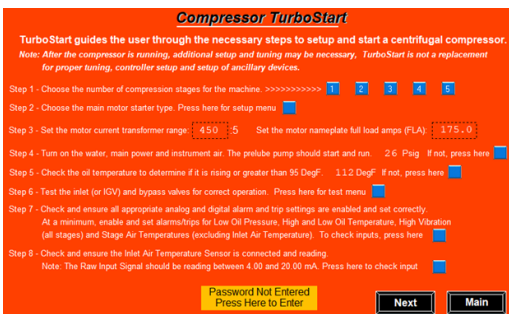 Compressor TurboStart
TurboStart guides the user through the necessary steps to setup and start a centrifugal compressor.
Note: After the compressor is running, additional setup and tuning may be necessary, TurboStart is not a replacement
for proper tuning, controller setup and setup of ancillary devices.
Step 1 - Choose the number of compression stages for the machine. >>>>>>>>>>> 1 2 3 4 5
Step 2 - Choose the main motor starter type. Press here for setup menu
Step 3 - Set the motor current transformer range: 450 :5 Set the motor nameplate full load amps (FLA): 175.0
Step 4 - Turn on the water, main power and instrument air. The prelube pump should start and run. 26 Psig If not, press here
Step 5 - Check the oil temperature to determine if it is rising or greater than 95 DegF. 112 DegF If not, press here
Step 6 - Test the inlet (or IGV) and bypass valves for correct operation. Press here for test menu
Step 7 - Check and ensure all appropriate analog and digital alarm and trip settings are enabled and set correctly.
At a minimum, enable and set alarms/trips for Low Oil Pressure, High and Low Oil Temperature, High Vibration
(all stages) and Stage Air Temperatures (excluding Inlet Air Temperature). To check inputs, press here
Step 8 - Check and ensure the Inlet Air Temperature Sensor is connected and reading.
Note: The Raw Input Signal should be reading between 4.00 and 20.00 mA. Press here to check input
Password Not Entered
Press Here to Enter
Next
Main